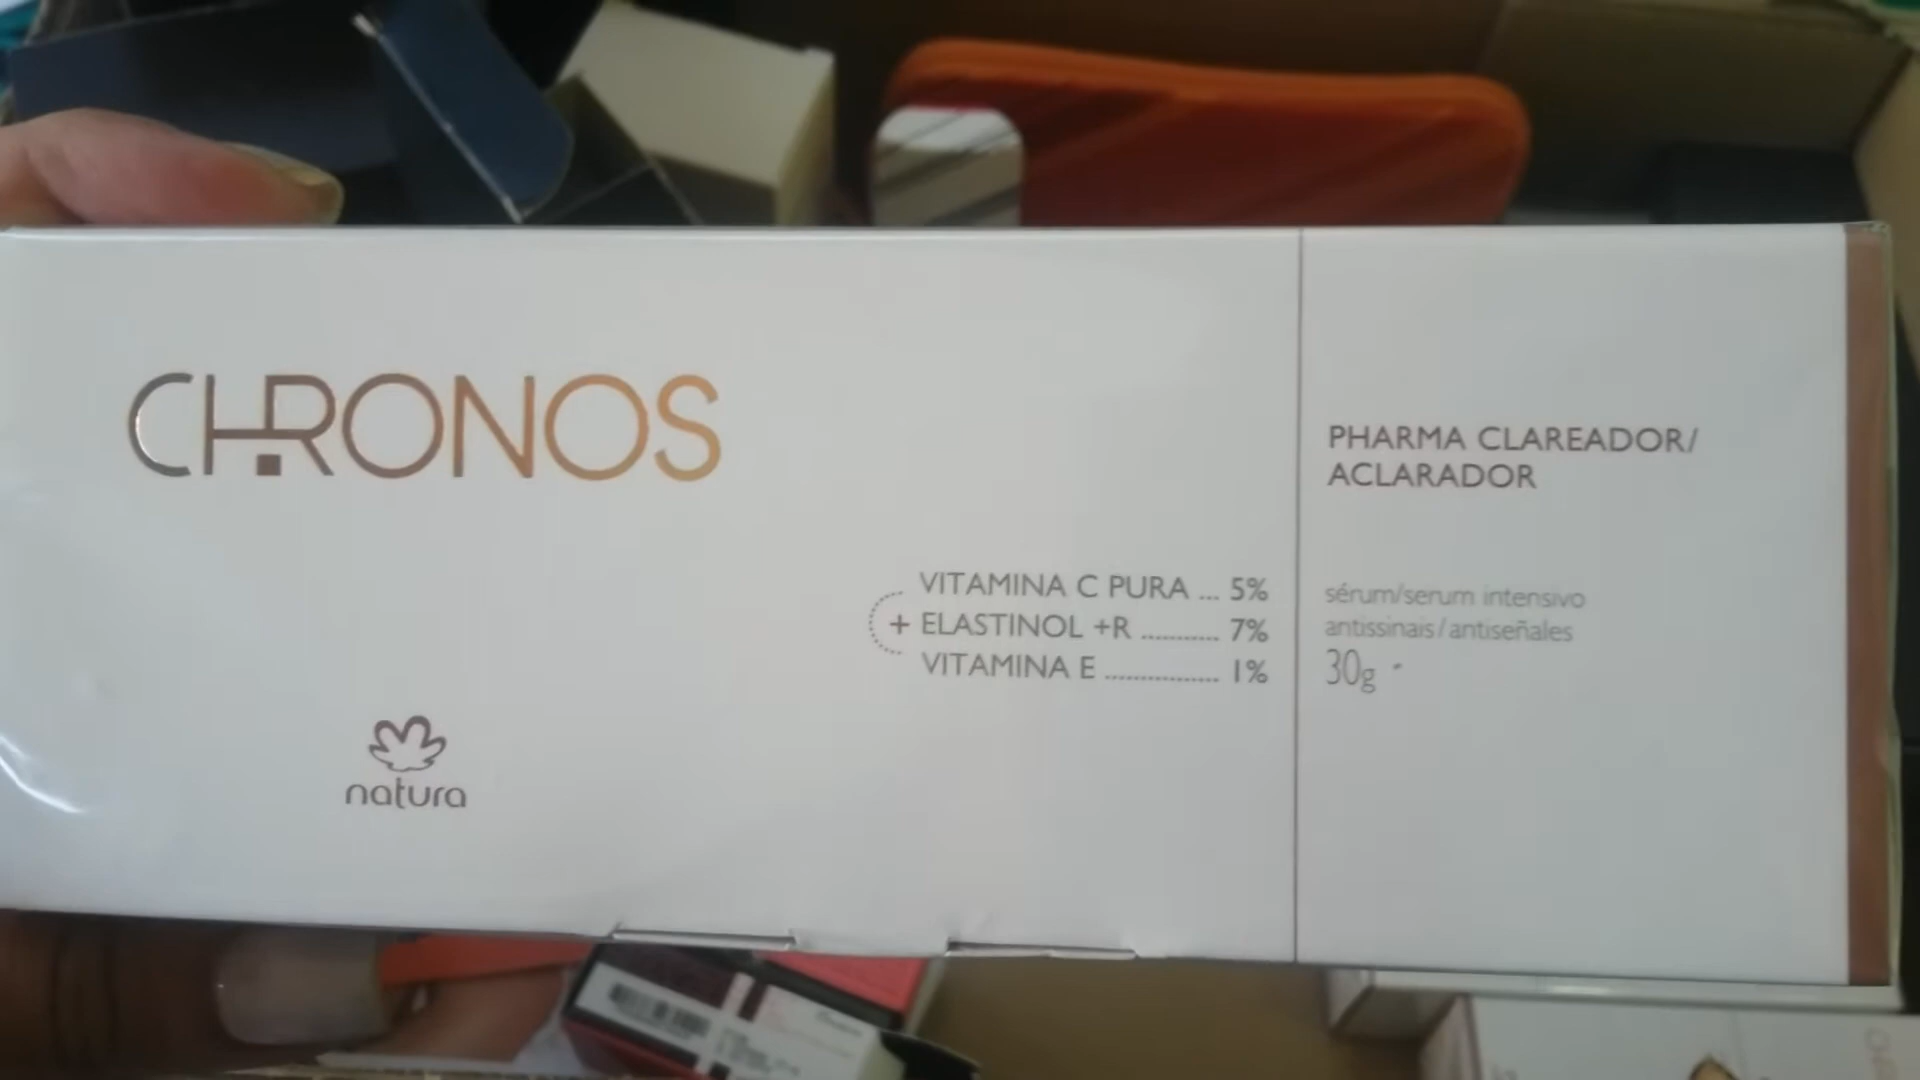 CHRONOS
PHARMA CLAREADOR/
ACLARADOR
VITAMINA C PURA ... 5%
+ ELASTINOL +R ........... 7%
VITAMINA E ................ 1%
sérum/serum intensivo
antissinais/antiseñales
30g
natura